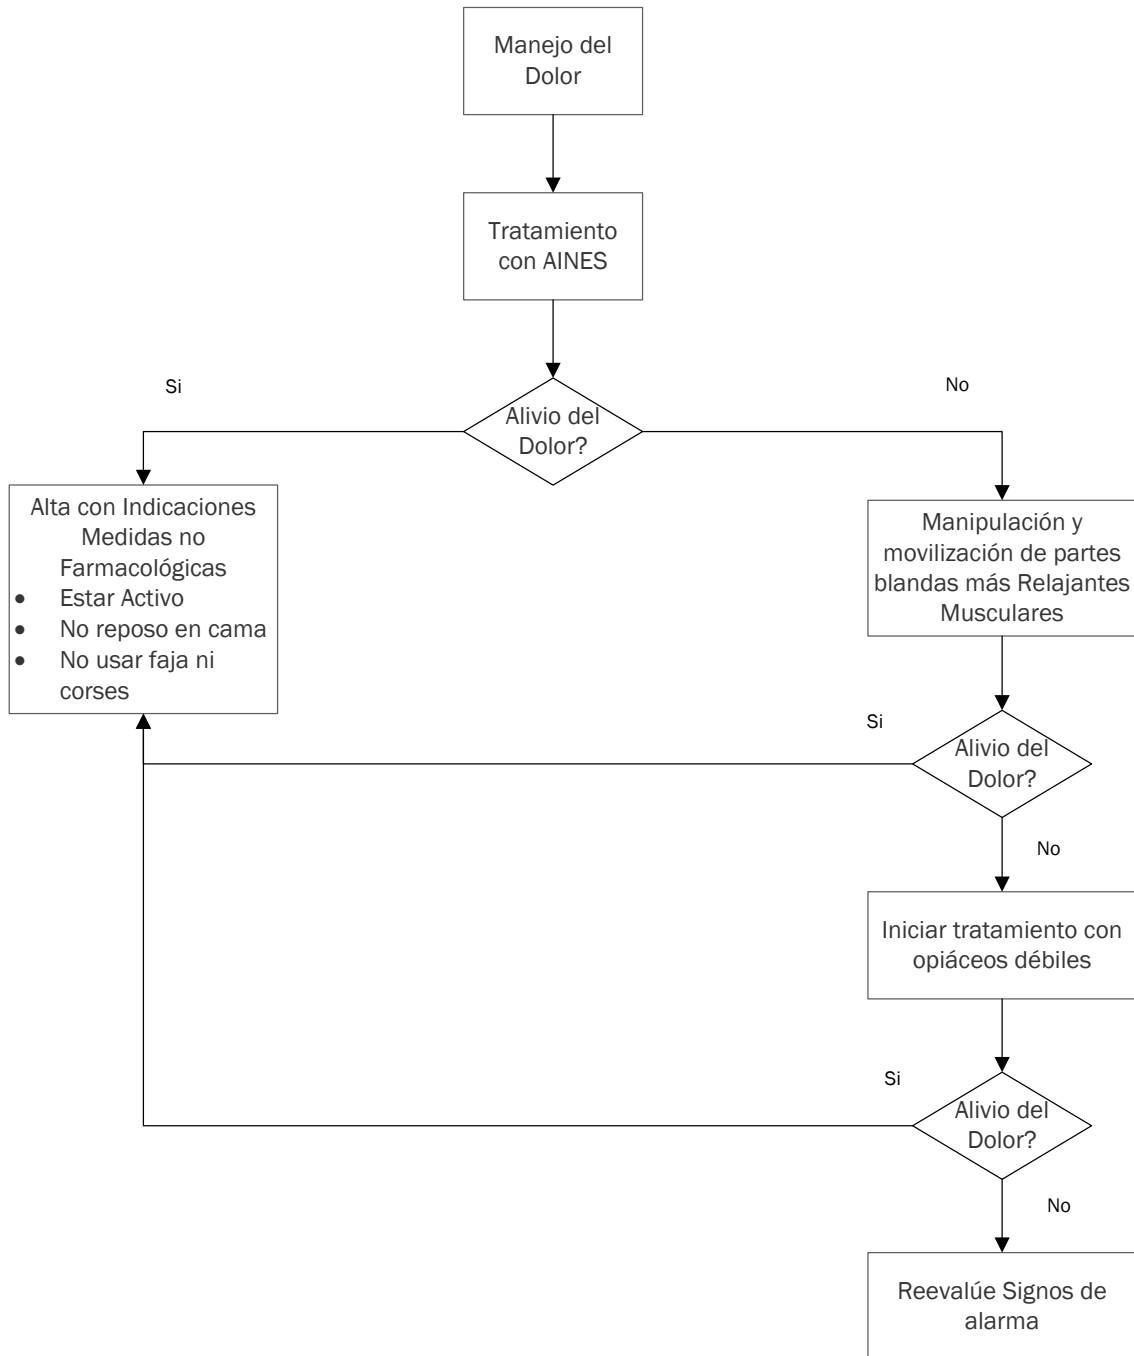 Manejo del
Dolor
Tratamiento
con AINES
Si
No
Alivio del
Dolor?
Alta con Indicaciones
Medidas no
Farmacológicas
• Estar Activo
• No reposo en cama
• No usar faja ni
corses
Manipulación y
movilización de partes
blandas más Relajantes
Musculares
Si
Alivio del
Dolor?
No
Iniciar tratamiento con
opiáceos débiles
Si
Alivio del
Dolor?
No
Reevalúe Signos de
alarma